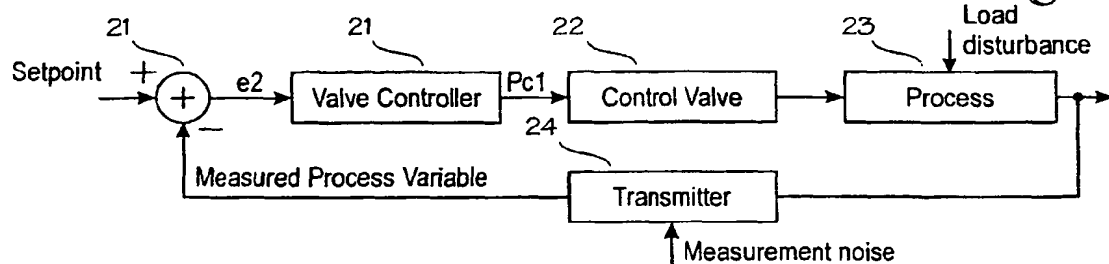 21
21
22
23
Load
disturbance
Setpoint
+
+
e2
Valve Controller
Pc1
Control Valve
Process
−
24
Measured Process Variable
Transmitter
Measurement noise